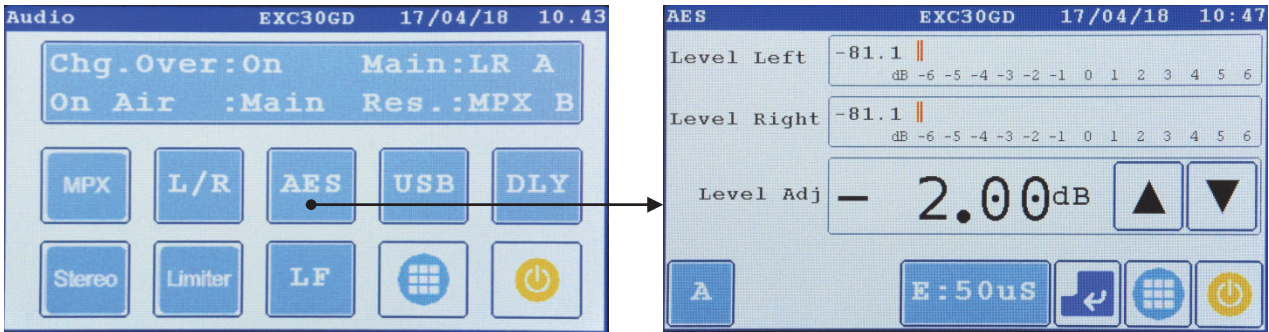 Audio EXC30GD 17/04/18 10.43
Chg.Over:On Main:LR A
On Air :Main Res.:MPX B
MPX L/R AES USB DLY
Stereo Limiter LF
AES EXC30GD 17/04/18 10:47
Level Left -81.1
dB -6 -5 -4 -3 -2 -1 0 1 2 3 4 5 6
Level Right -81.1
dB -6 -5 -4 -3 -2 -1 0 1 2 3 4 5 6
Level Adj - 2.00dB
A E:50uS